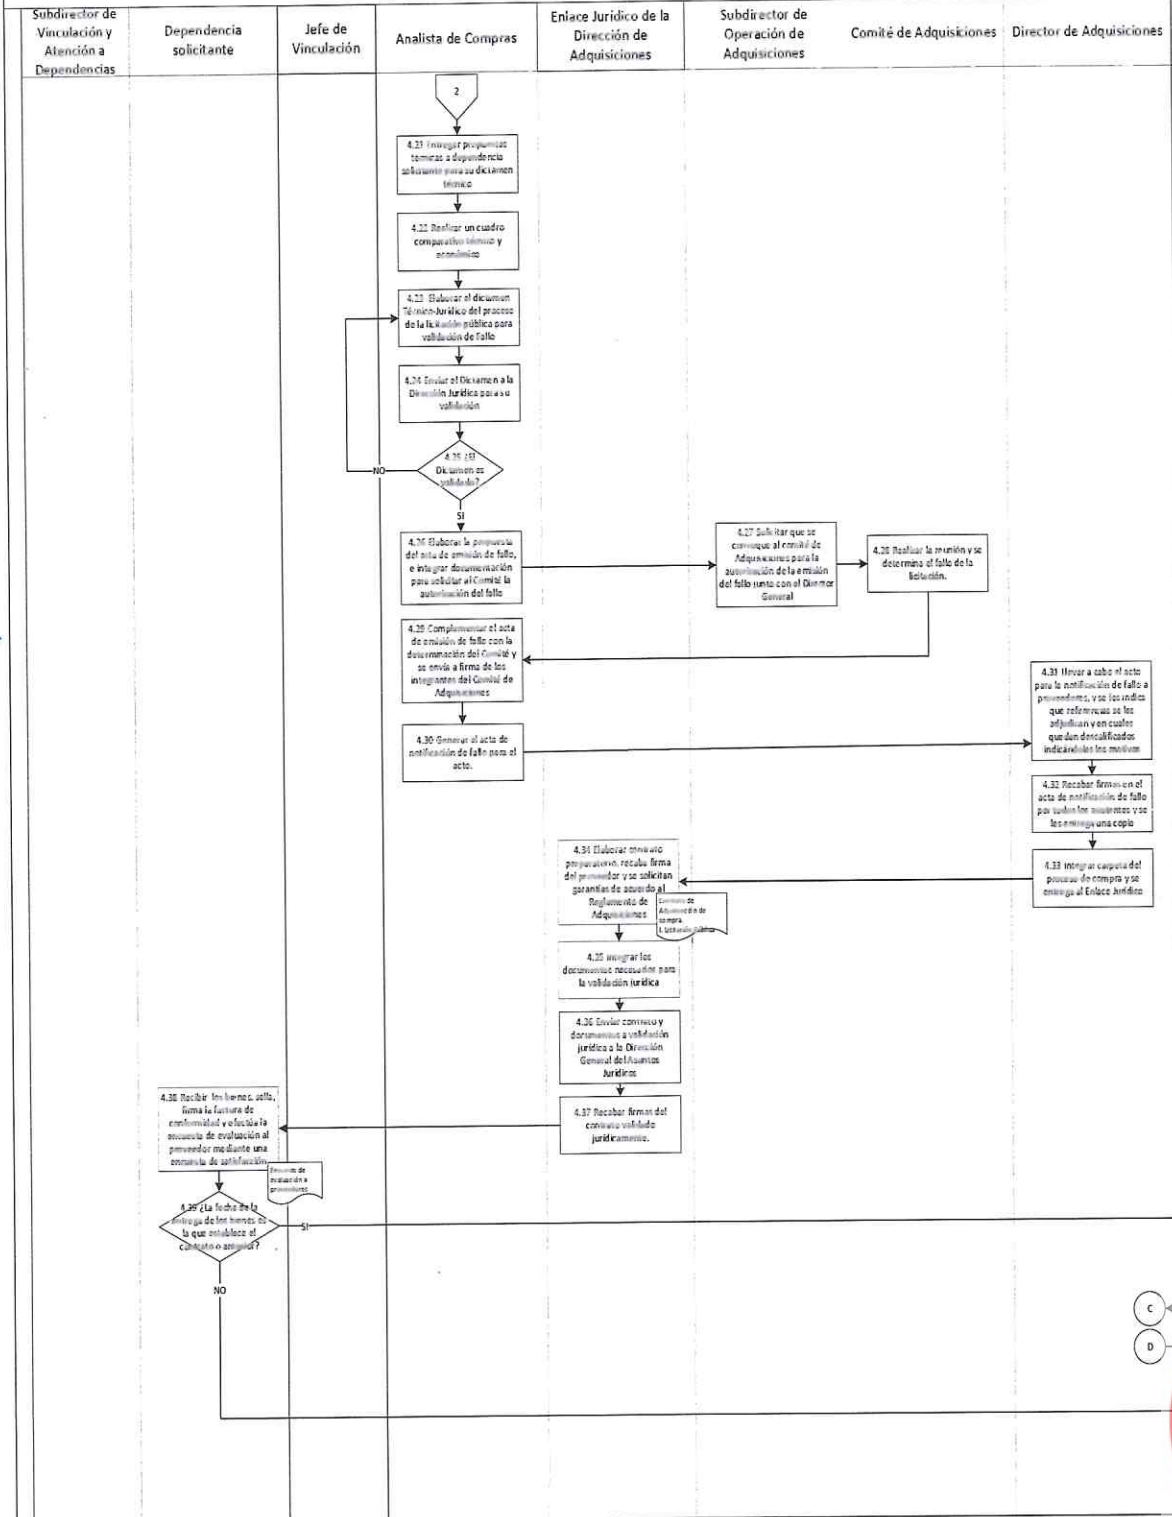 Subdirector de
Vinculación y
Atención a
Dependencias
Dependencia
solicitante
Jefe de
Vinculación
Analista de Compras
Enlace Jurídico de la
Dirección de
Adquisiciones
Subdirector de
Operación de
Adquisiciones
Comité de Adquisiciones
Director de Adquisiciones
2
4.21 Entregar propuestas
técnicas a dependencia
solicitante para su dictamen
técnico
4.22 Realizar un cuadro
comparativo técnico y
económico
4.23 Elaborar el dictamen
Técnico-Jurídico del proceso
de la licitación pública para
validación de Fallo
4.24 Enviar el Dictamen a la
Dirección Jurídica para su
validación
4.25 ¿El
Dictamen es
validado?
NO
SI
4.26 Elaborar la propuesta
del acta de emisión de fallo,
e integrar documentación
para solicitar al Comité la
autorización del fallo
4.27 Solicitar que se
convoque al comité de
Adquisiciones para la
autorización de la emisión
del fallo junto con el Director
General
4.28 Realizar la reunión y se
determina el fallo de la
licitación.
4.29 Complementar el acta
de emisión de fallo con la
determinación del Comité y
se envía a firma de los
integrantes del Comité de
Adquisiciones
4.30 Generar el acta de
notificación de fallo para el
acto.
4.31 Llevar a cabo el acto
para la notificación de fallo a
proveedores, y se les indica
que referencias se les
adjudican y en cuales
quedan descalificados
indicándoles los motivos
4.32 Recabar firmas en el
acta de notificación de fallo
por todos los asistentes y se
les entrega una copia
4.33 Integrar carpeta del
proceso de compra y se
entrega al Enlace Jurídico
4.34 Elaborar contrato
preparatorio, recaba firma
del proveedor y se solicitan
garantías de acuerdo al
Reglamento de
Adquisiciones
Contrato de
Adquisición de
compra.
1. Licitación Pública
4.35 Integrar los
documentos necesarios para
la validación jurídica
4.36 Enviar contrato y
documentos a validación
jurídica a la Dirección
General del Asuntos
Jurídicos
4.37 Recabar firmas del
contrato validado
jurídicamente.
4.38 Recibir los bienes, sella,
firma la factura de
conformidad y efectúa la
encuesta de evaluación al
proveedor mediante una
encuesta de satisfacción
evaluación a
proveedores
4.39 ¿La fecha de la
entrega de los bienes es
la que establece el
contrato o anterior?
SI
NO
C
D